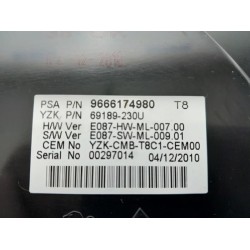 PSA P/N 9666174980 T8
YZK. P/N 69189-230U
H/W Ver E087-HW-ML-007.00
S/W Ver E087-SW-ML-009.01
CEM No YZK-CMB-T8C1-CEM00
Serial No 00297014 04/12/2010